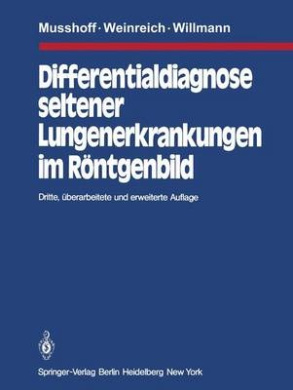 Musshoff · Weinreich · Willmann
Differentialdiagnose
seltener
Lungenerkrankungen
im Röntgenbild
Dritte, überarbeitete und erweiterte Auflage
Springer-Verlag Berlin Heidelberg New York